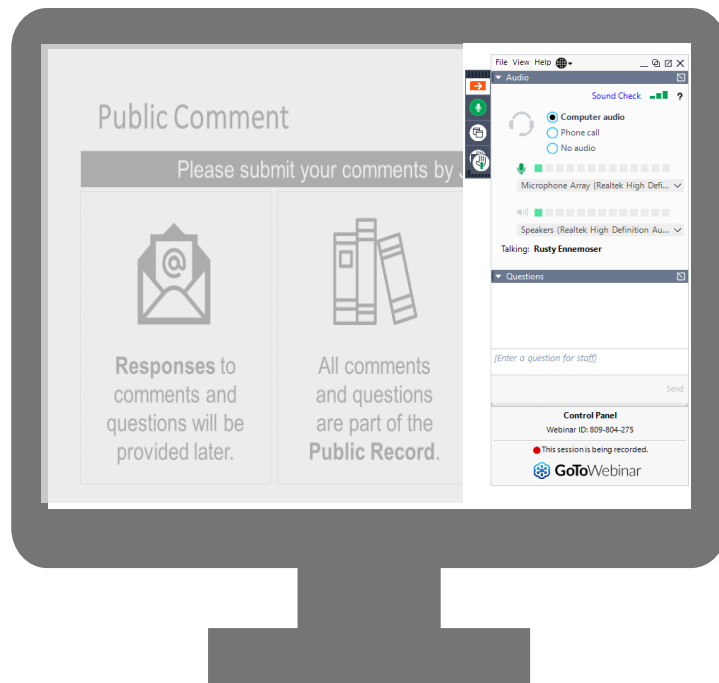 Public Comment
Please submit your comments by
Responses to
comments and
questions will be
provided later.
All comments
and questions
are part of the
Public Record.
File View Help
Audio
Sound Check ?
Computer audio
Phone call
No audio
Microphone Array (Realtek High Defi...
Speakers (Realtek High Definition Au...
Talking: Rusty Ennemoser
Questions
[Enter a question for staff]
Send
Control Panel
Webinar ID: 809-804-275
This session is being recorded.
GoToWebinar